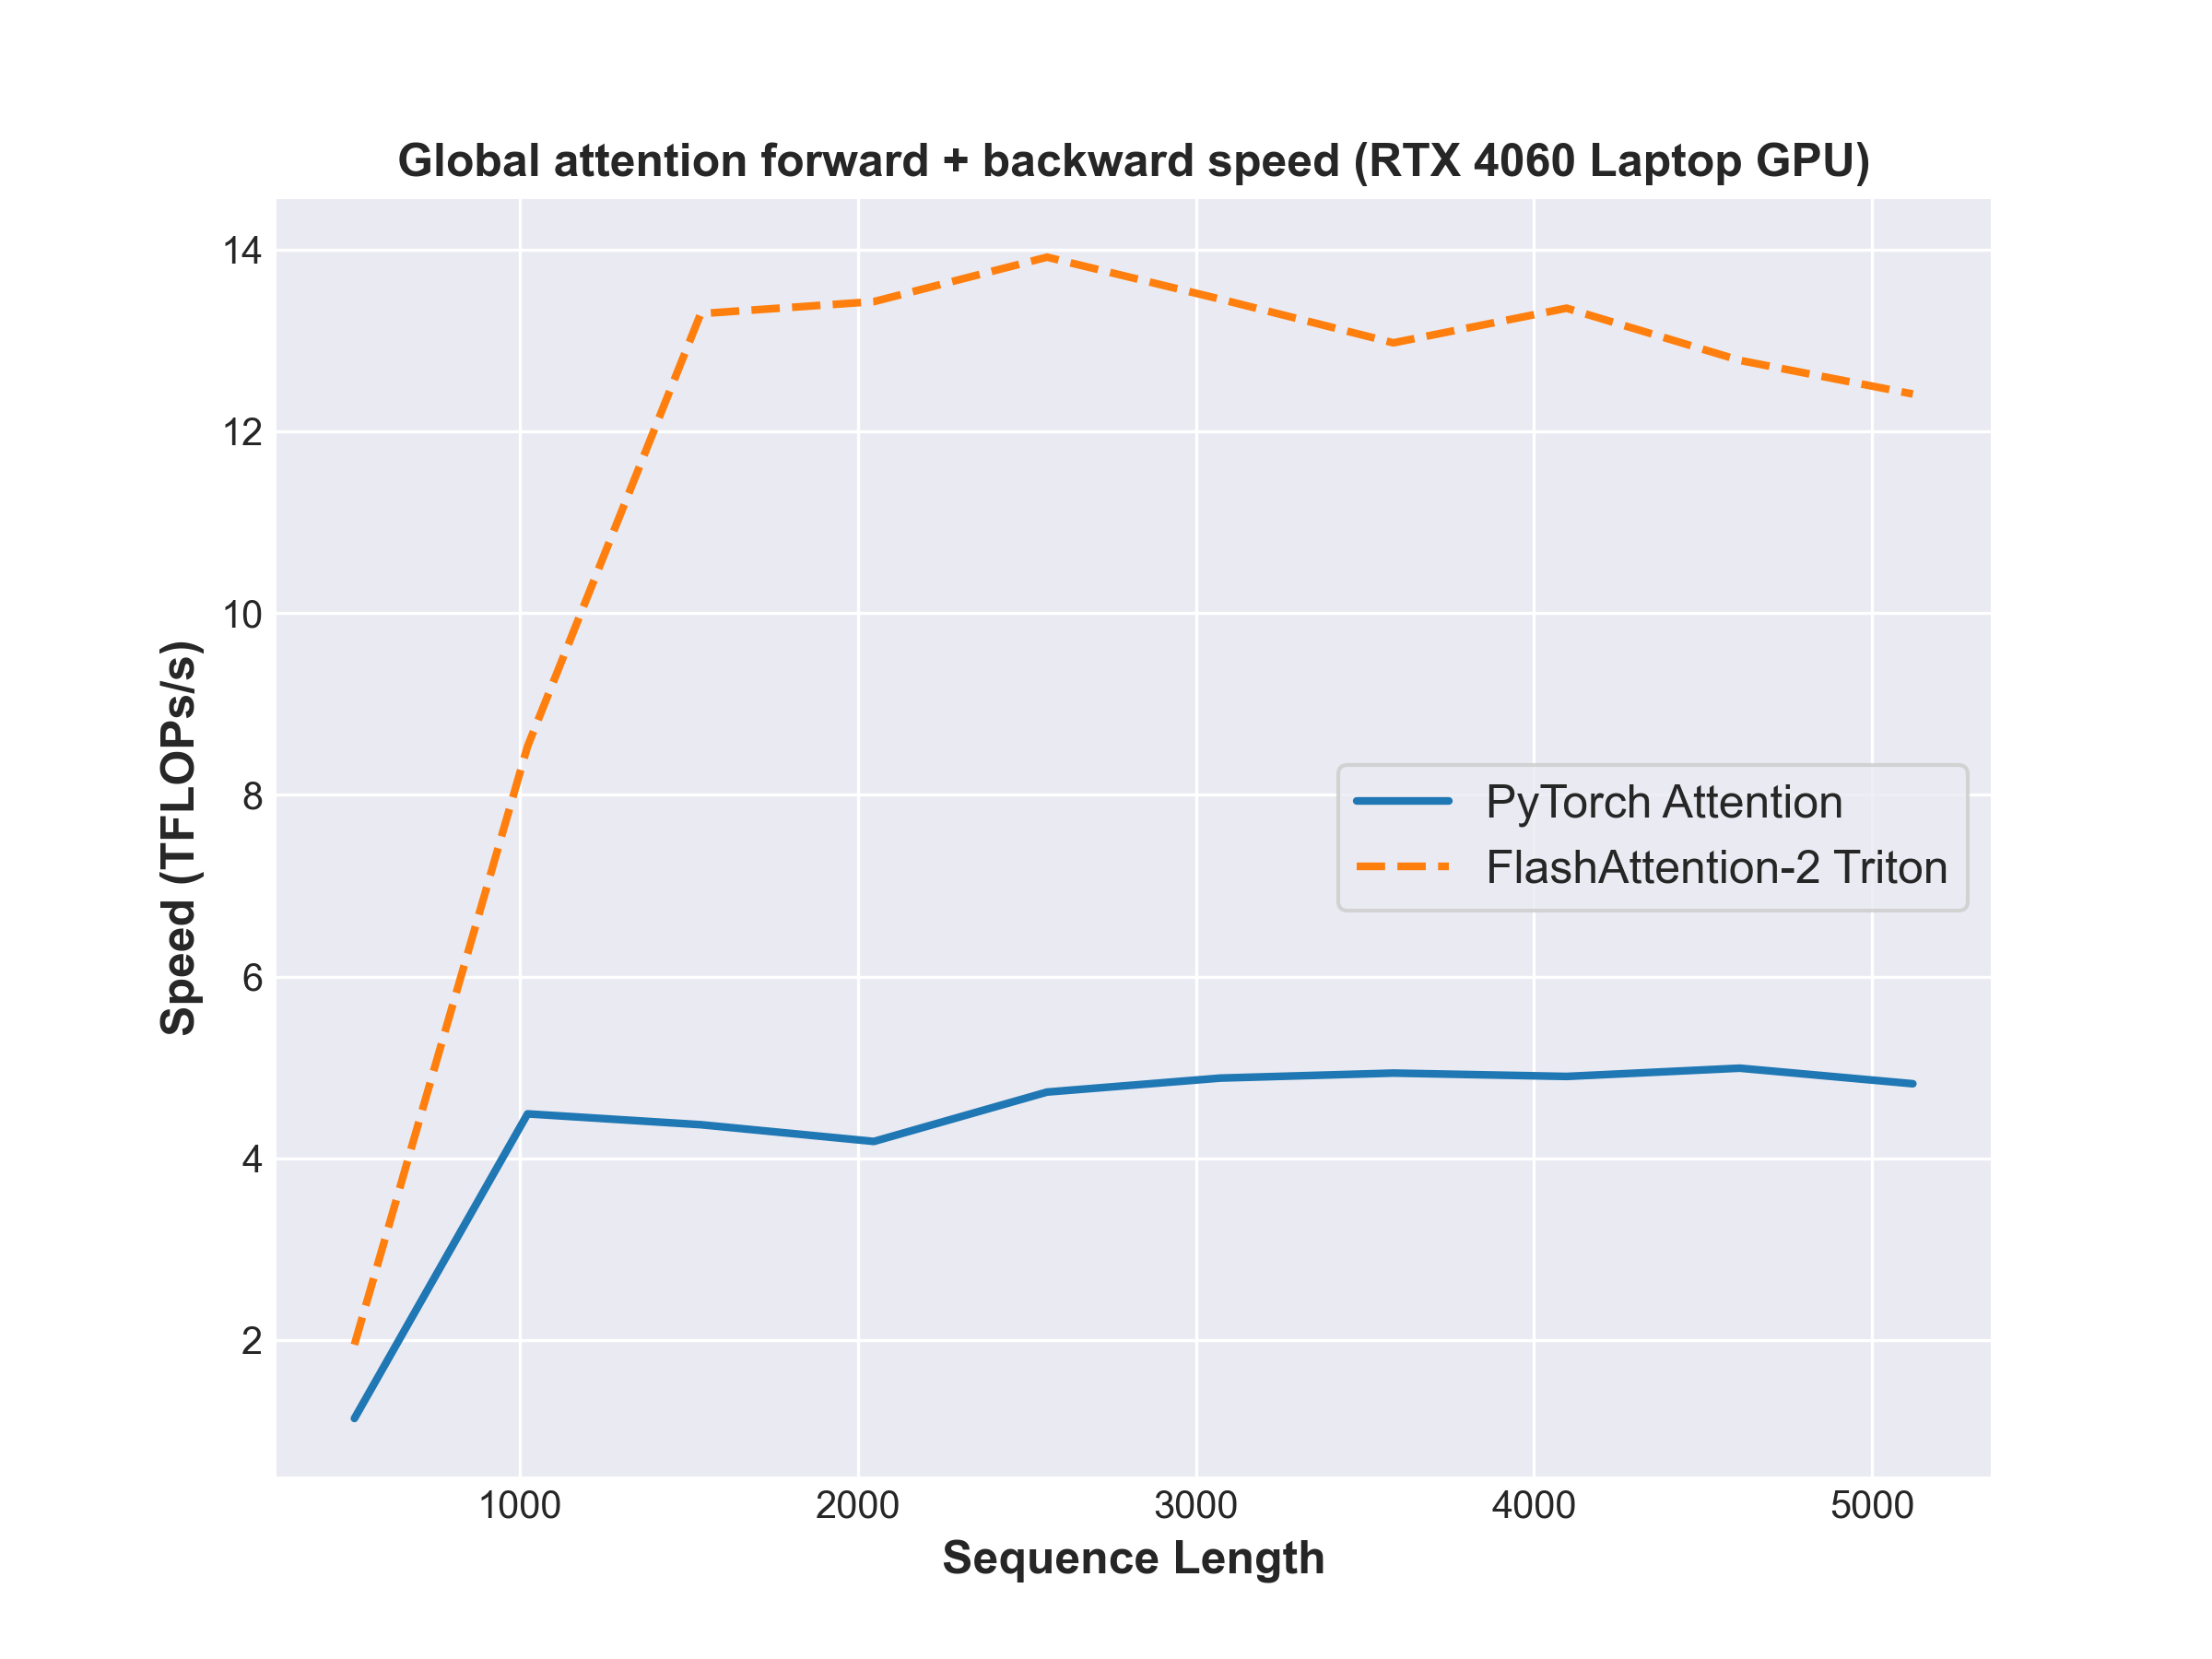 Global attention forward + backward speed (RTX 4060 Laptop GPU)
14
12
10
8
6
4
2
Speed (TFLOPs/s)
PyTorch Attention
FlashAttention-2 Triton
1000 2000 3000 4000 5000
Sequence Length